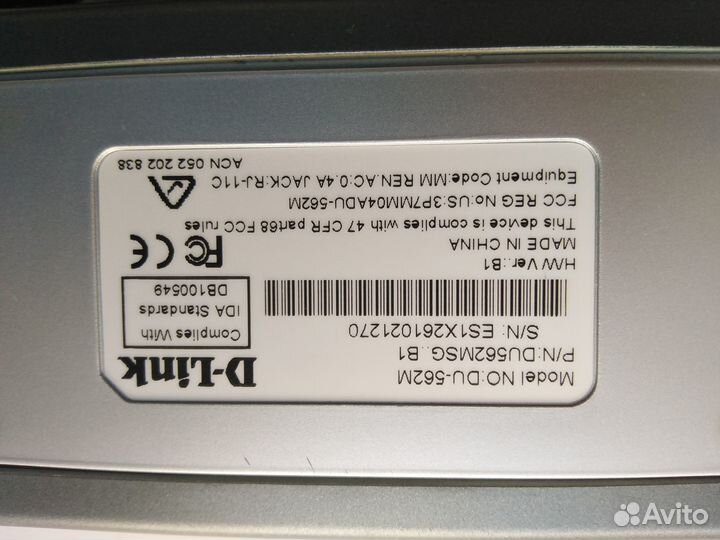 D-Link
Model NO:DU-562M
P/N:DU562MSG..B1
S/N: ES1X261021270
Complies With
IDA Standards
DB100549
H/W Ver.:B1
MADE IN CHINA
This device is complies with 47 CFR part68 FCC rules
FCC REG No:US:3P7MM04ADU-562M
Equipment Code:MM REN.AC:0.4A JACK:RJ-11C
FC CE
ACN 052 202 838
Avito